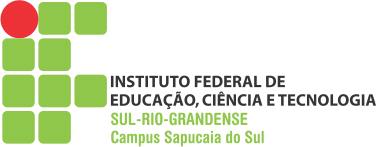 INSTITUTO FEDERAL DE
EDUCAÇÃO, CIÊNCIA E TECNOLOGIA
SUL-RIO-GRANDENSE
Campus Sapucaia do Sul